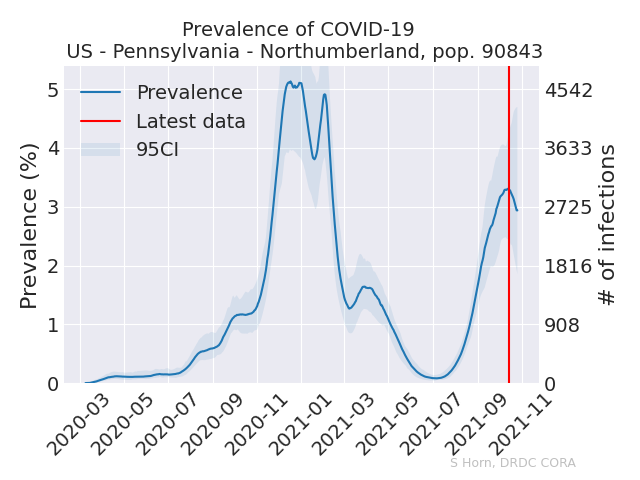 Prevalence of COVID-19
US - Pennsylvania - Northumberland, pop. 90843
Prevalence
Latest data
95CI
Prevalence (%)
5
4
3
2
1
0
4542
3633
2725
1816
908
0
# of infections
2020-03
2020-05
2020-07
2020-09
2020-11
2021-01
2021-03
2021-05
2021-07
2021-09
2021-11
S Horn, DRDC CORA